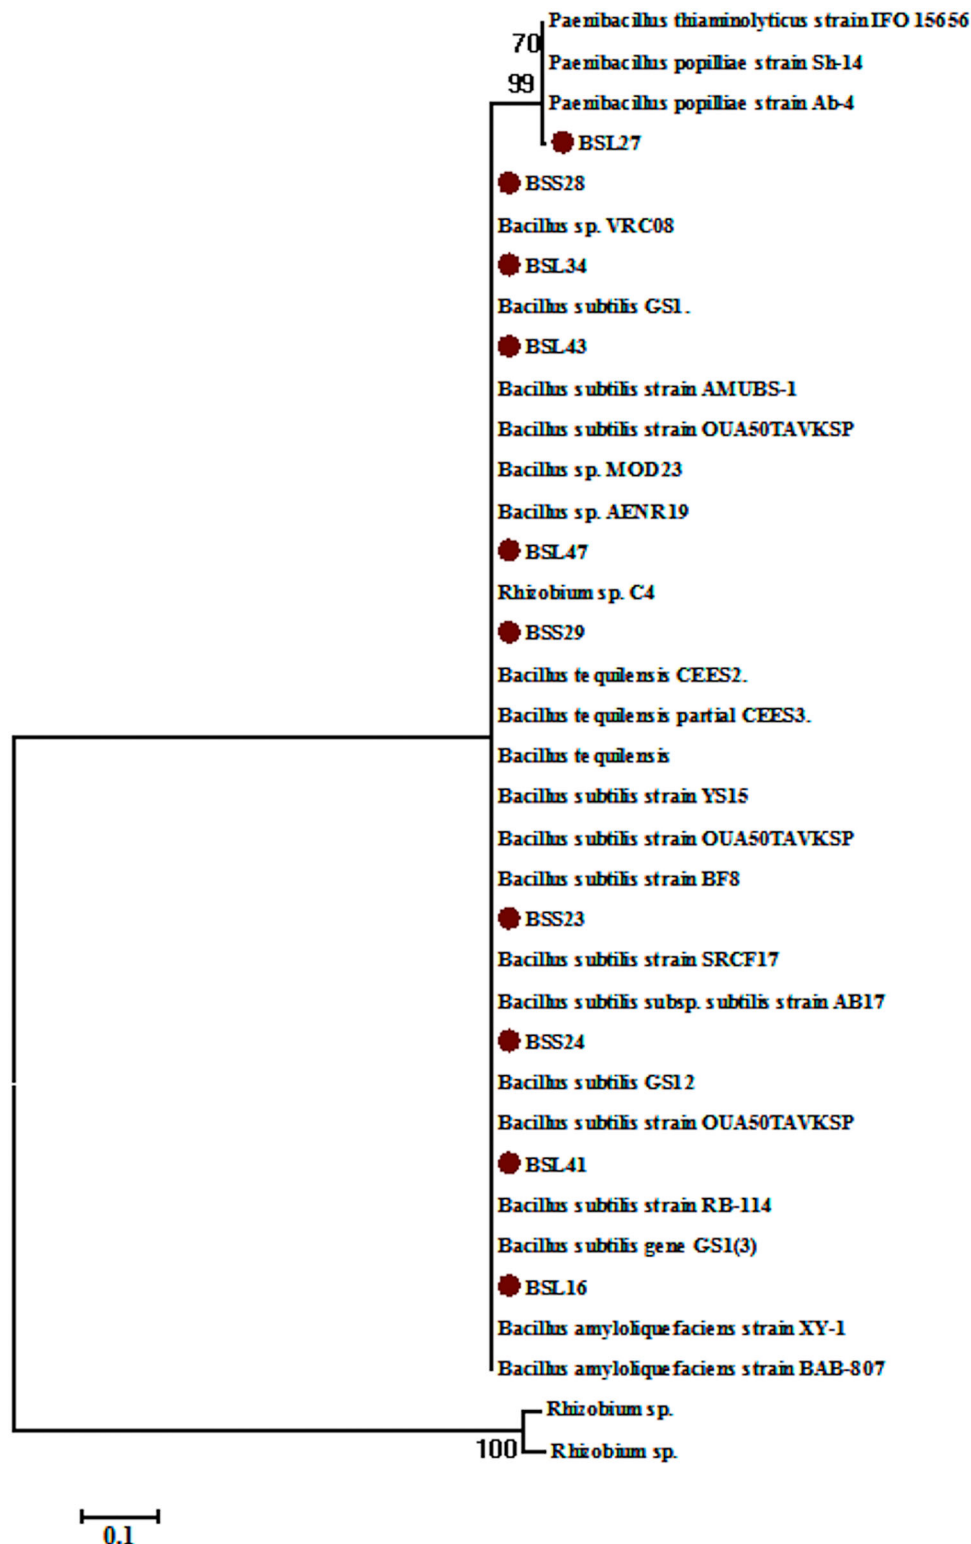 Paenibacillus thiaminolyticus strain IFO 15656
70
Paenibacillus popilliae strain Sh-14
99
Paenibacillus popilliae strain Ab-4
BSL27
BSS28
Bacillus sp. VRC08
BSL34
Bacillus subtilis GS1.
BSL43
Bacillus subtilis strain AMUBS-1
Bacillus subtilis strain OUA50TAVKSP
Bacillus sp. MOD23
Bacillus sp. AENR19
BSL47
Rhizobium sp. C4
BSS29
Bacillus tequilensis CEES2.
Bacillus tequilensis partial CEES3.
Bacillus tequilensis
Bacillus subtilis strain YS15
Bacillus subtilis strain OUA50TAVKSP
Bacillus subtilis strain BF8
BSS23
Bacillus subtilis strain SRCF17
Bacillus subtilis subsp. subtilis strain AB17
BSS24
Bacillus subtilis GS12
Bacillus subtilis strain OUA50TAVKSP
BSL41
Bacillus subtilis strain RB-114
Bacillus subtilis gene GS1(3)
BSL16
Bacillus amyloliquefaciens strain XY-1
Bacillus amyloliquefaciens strain BAB-807
Rhizobium sp.
100
Rhizobium sp.
0.1